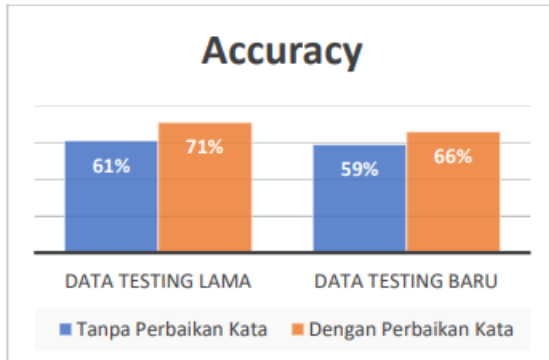 Accuracy
61%
71%
59%
66%
DATA TESTING LAMA
DATA TESTING BARU
Tanpa Perbaikan Kata
Dengan Perbaikan Kata